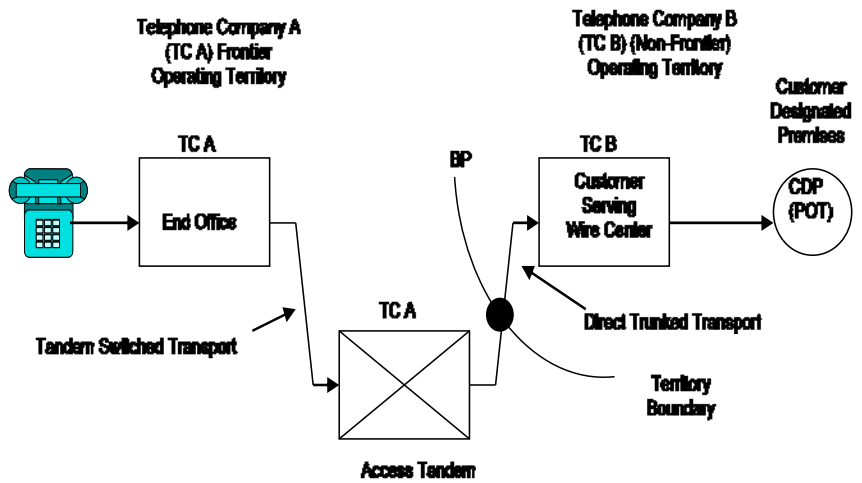 Telephone Company A
(TC A) Frontier
Operating Territory
Telephone Company B
(TC B) (Non-Frontier)
Operating Territory
Customer
Designated
Premises
TC A
End Office
BP
TC B
Customer
Serving
Wire Center
CDP
(POT)
Tandem Switched Transport
TC A
Direct Trunked Transport
Territory
Boundary
Access Tandem